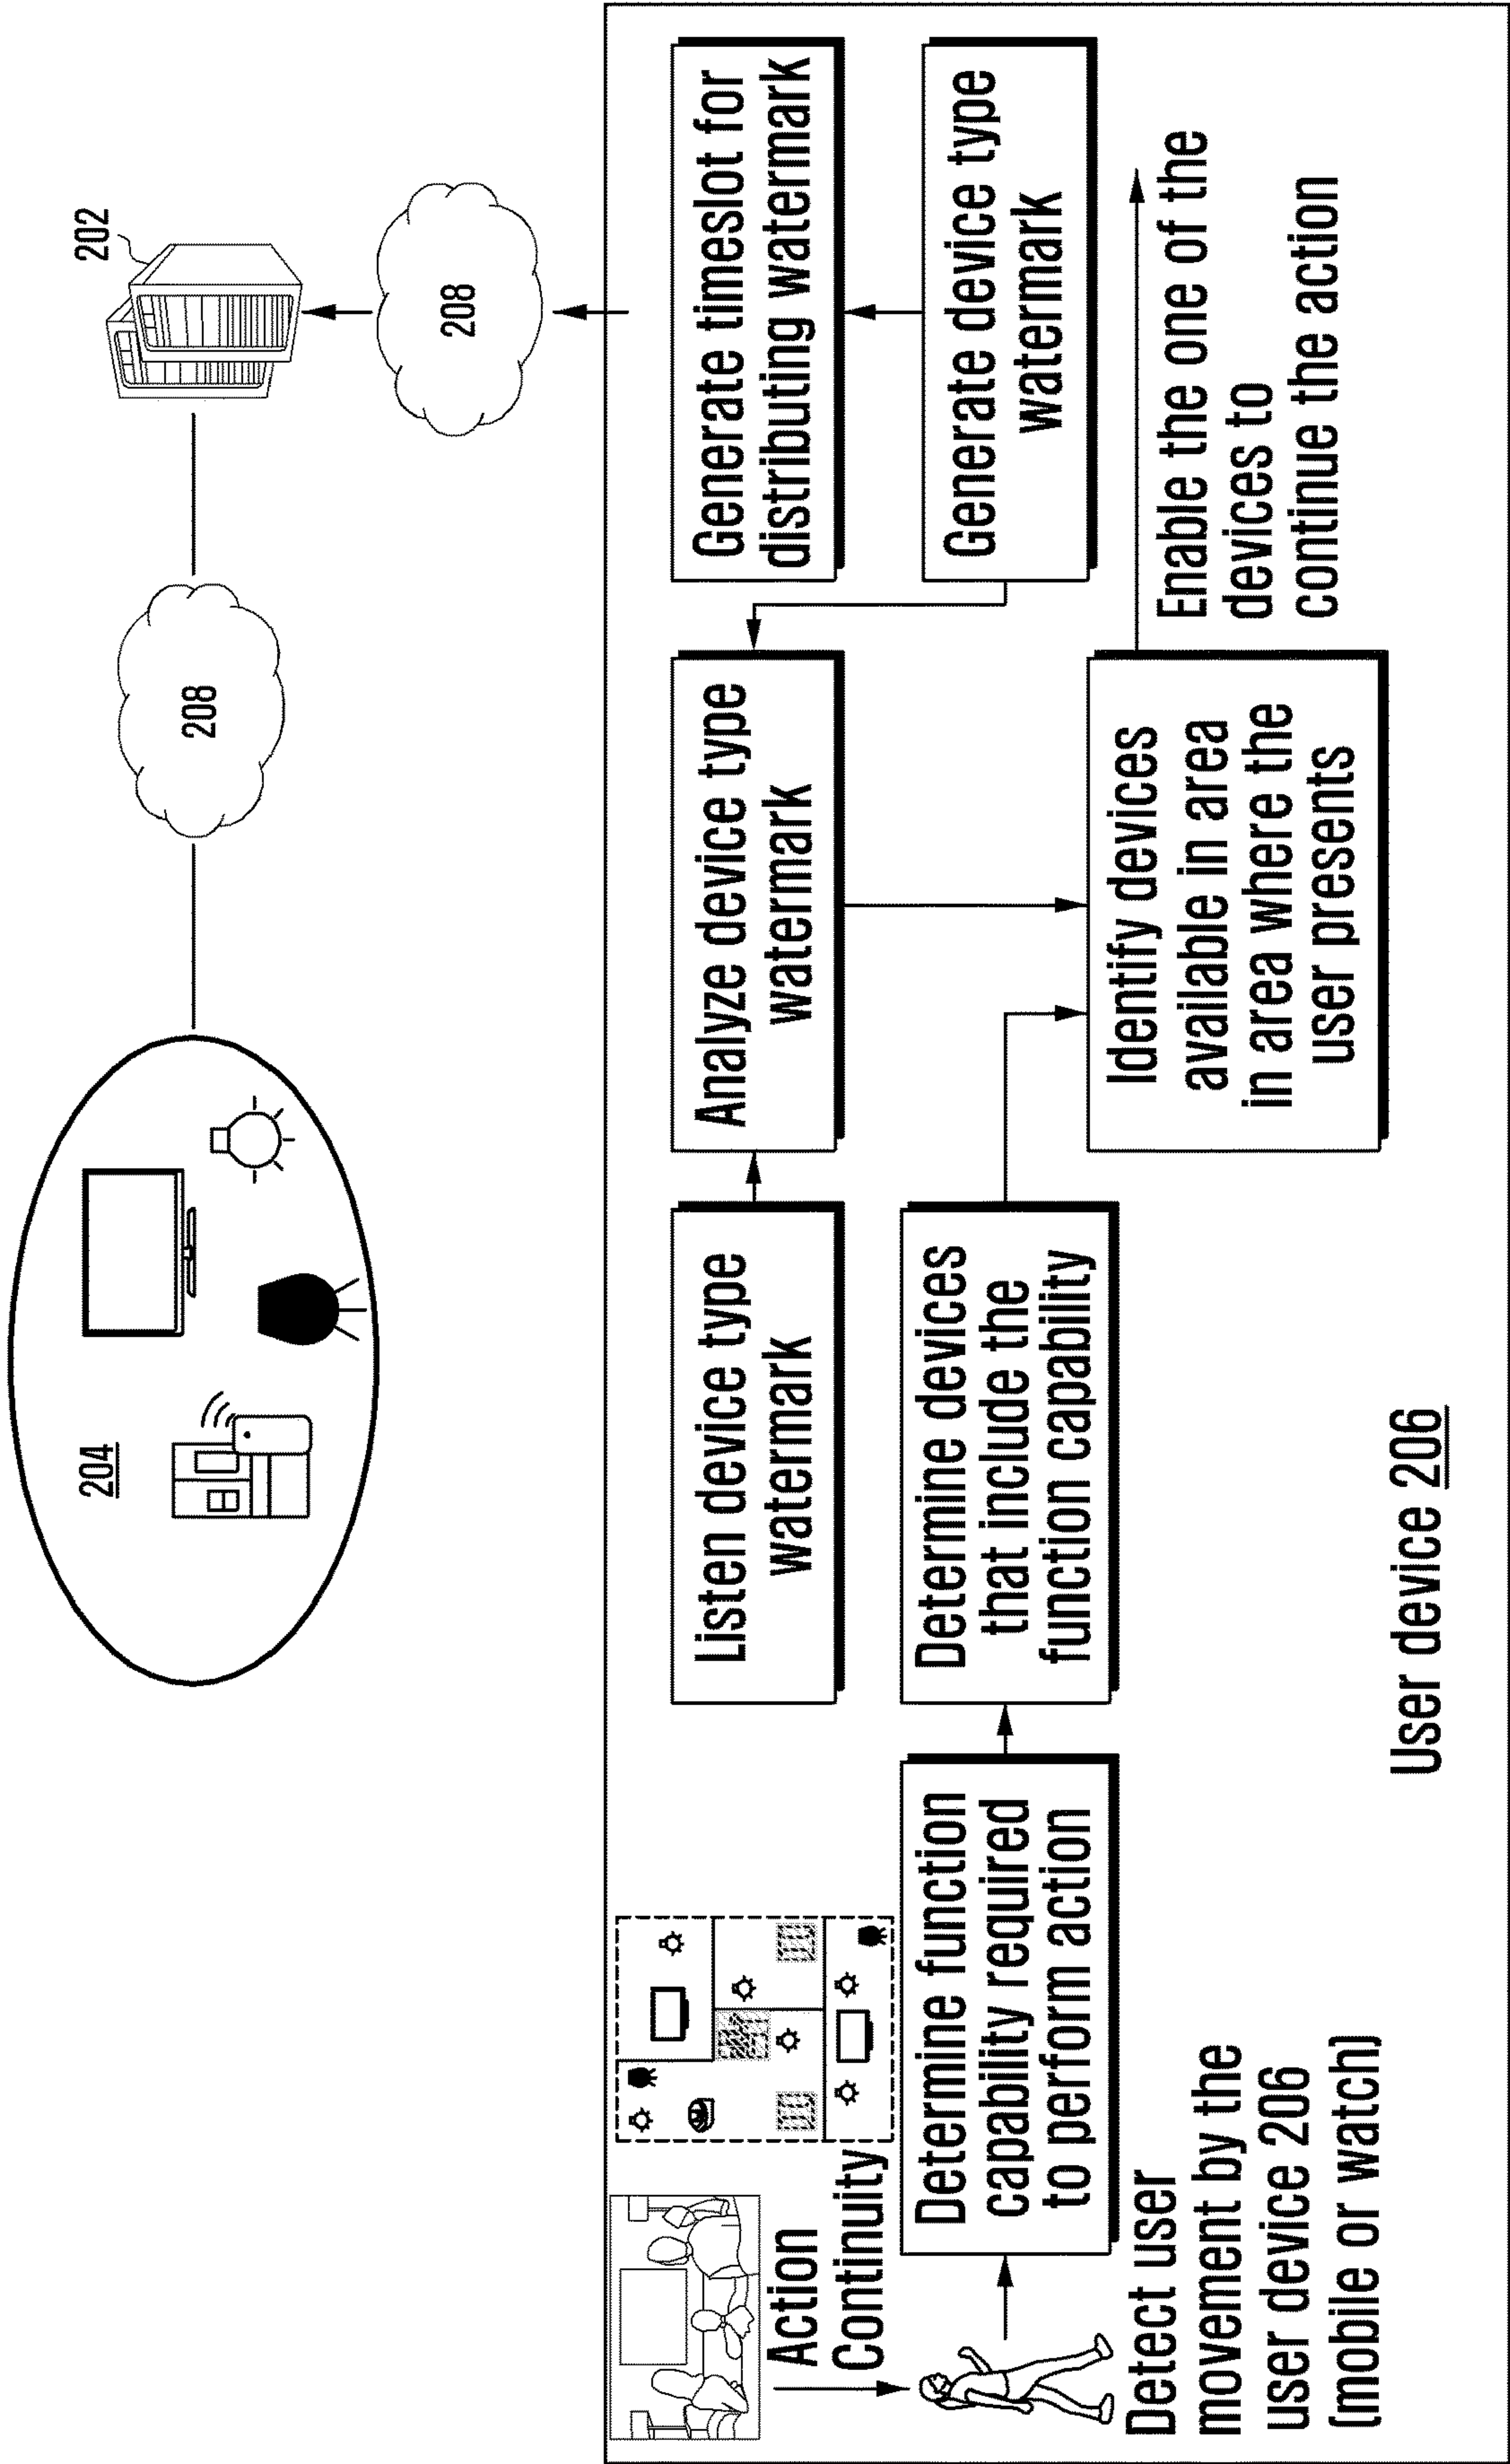 204
208
202
208
Action
Continuity
Detect user
movement by the
user device 206
(mobile or watch)
Determine function
capability required
to perform action
Listen device type
watermark
Determine devices
that include the
function capability
Analyze device type
watermark
Identify devices
available in area
in area where the
user presents
Generate timeslot for
distributing watermark
Generate device type
watermark
Enable the one of the
devices to
continue the action
User device 206